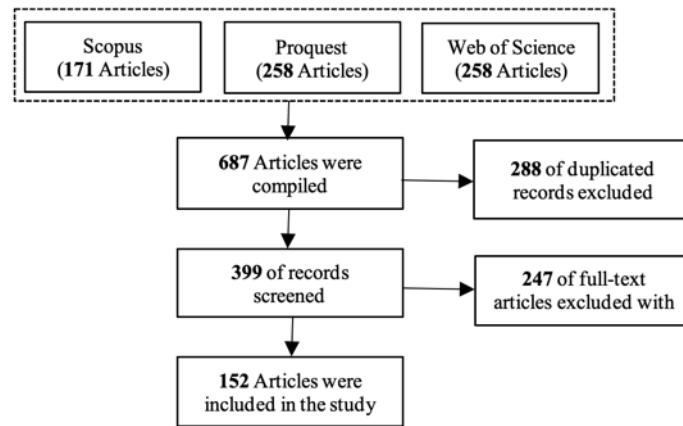 Scopus
(171 Articles)
Proquest
(258 Articles)
Web of Science
(258 Articles)
687 Articles were
compiled
288 of duplicated
records excluded
399 of records
screened
247 of full-text
articles excluded with
152 Articles were
included in the study